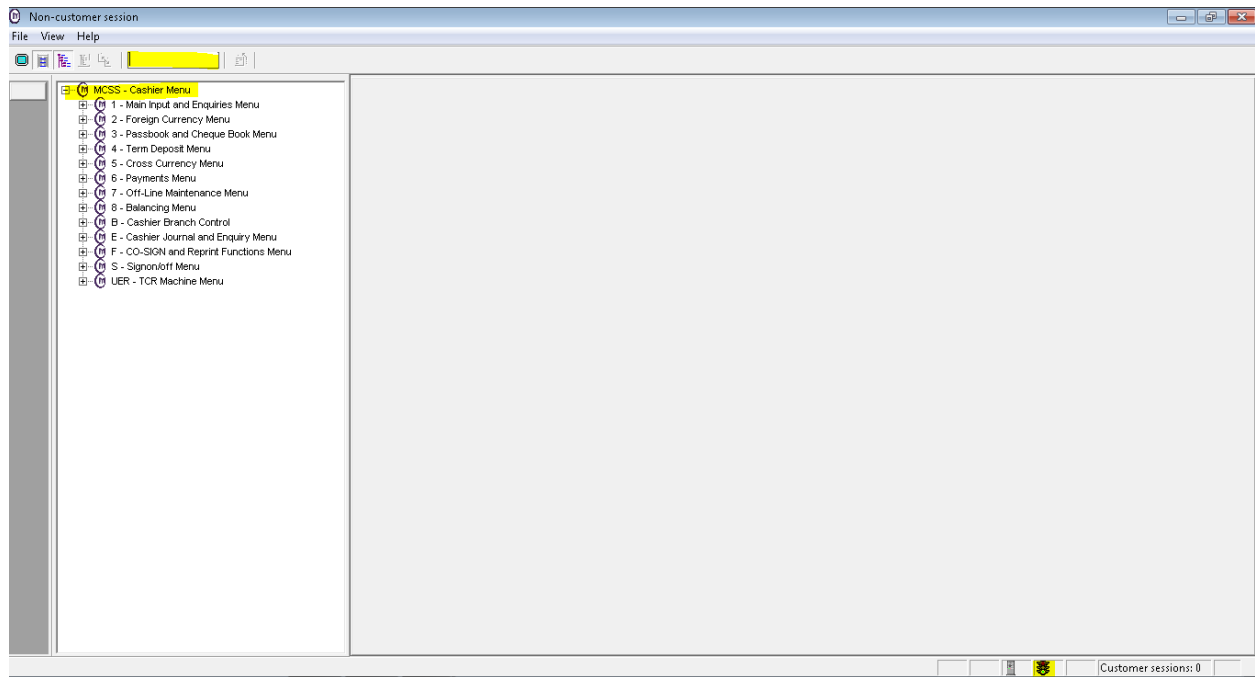 Non-customer session
File View Help
MCSS - Cashier Menu
1 - Main Input and Enquiries Menu
2 - Foreign Currency Menu
3 - Passbook and Cheque Book Menu
4 - Term Deposit Menu
5 - Cross Currency Menu
6 - Payments Menu
7 - Off-Line Maintenance Menu
8 - Balancing Menu
B - Cashier Branch Control
E - Cashier Journal and Enquiry Menu
F - CO-SIGN and Reprint Functions Menu
S - Signon/off Menu
UER - TCR Machine Menu
Customer sessions: 0